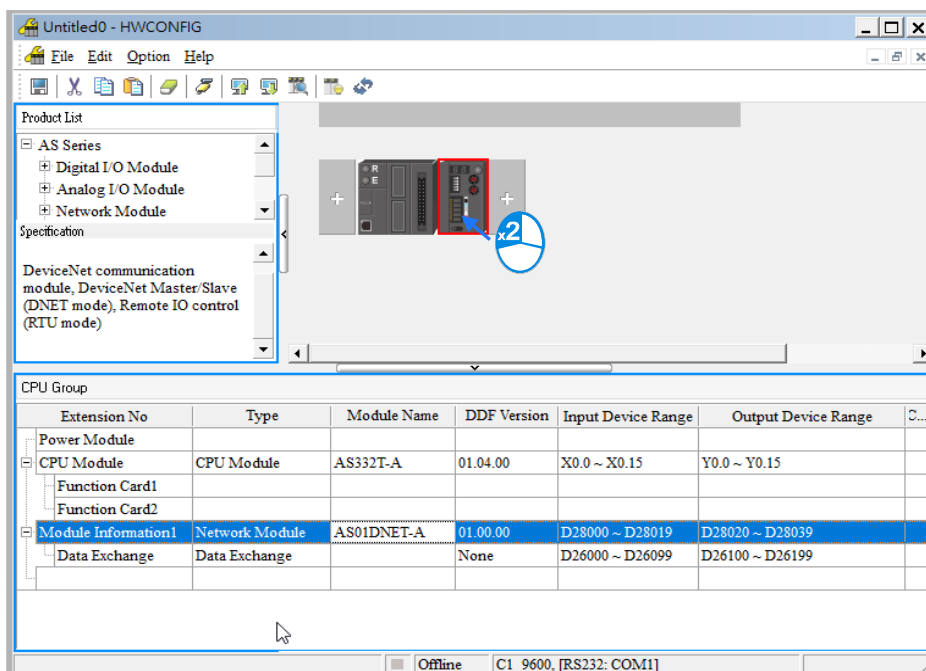 Untitled0 - HWCONFIG
File Edit Option Help
Product List
AS Series
Digital I/O Module
Analog I/O Module
Network Module
Specification
DeviceNet communication
module, DeviceNet Master/Slave
(DNET mode), Remote IO control
(RTU mode)
R
E
x2
CPU Group
Extension No Type Module Name DDF Version Input Device Range Output Device Range C...
Power Module
CPU Module CPU Module AS332T-A 01.04.00 X0.0 ~ X0.15 Y0.0 ~ Y0.15
Function Card1
Function Card2
Module Information1 Network Module AS01DNET-A 01.00.00 D28000 ~ D28019 D28020 ~ D28039
Data Exchange Data Exchange None D26000 ~ D26099 D26100 ~ D26199
Offline C1 9600, [RS232: COM1]